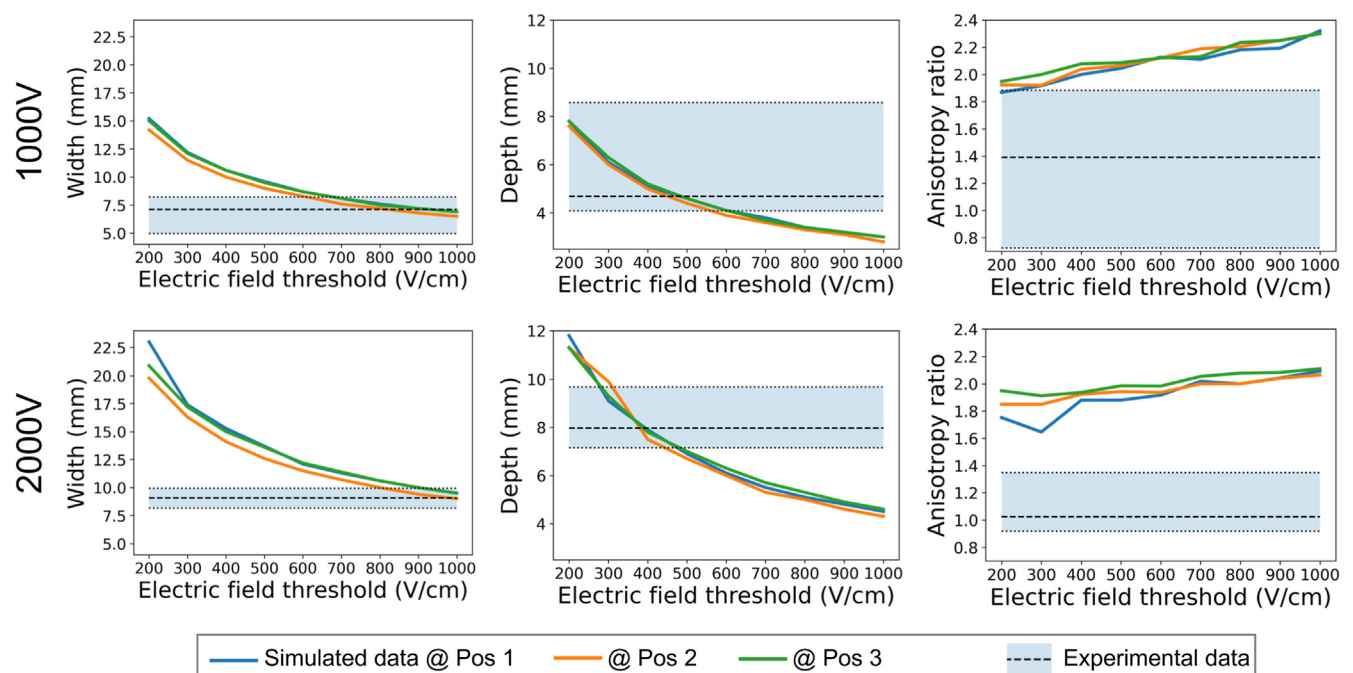 1000V
Width (mm)
22.5
20.0
17.5
15.0
12.5
10.0
7.5
5.0
200 300 400 500 600 700 800 900 1000
Electric field threshold (V/cm)
Depth (mm)
12
10
8
6
4
200 300 400 500 600 700 800 900 1000
Electric field threshold (V/cm)
Anisotropy ratio
2.4
2.2
2.0
1.8
1.6
1.4
1.2
1.0
0.8
200 300 400 500 600 700 800 900 1000
Electric field threshold (V/cm)
2000V
Width (mm)
22.5
20.0
17.5
15.0
12.5
10.0
7.5
5.0
200 300 400 500 600 700 800 900 1000
Electric field threshold (V/cm)
Depth (mm)
12
10
8
6
4
200 300 400 500 600 700 800 900 1000
Electric field threshold (V/cm)
Anisotropy ratio
2.4
2.2
2.0
1.8
1.6
1.4
1.2
1.0
0.8
200 300 400 500 600 700 800 900 1000
Electric field threshold (V/cm)
Simulated data @ Pos 1 @ Pos 2 @ Pos 3 Experimental data